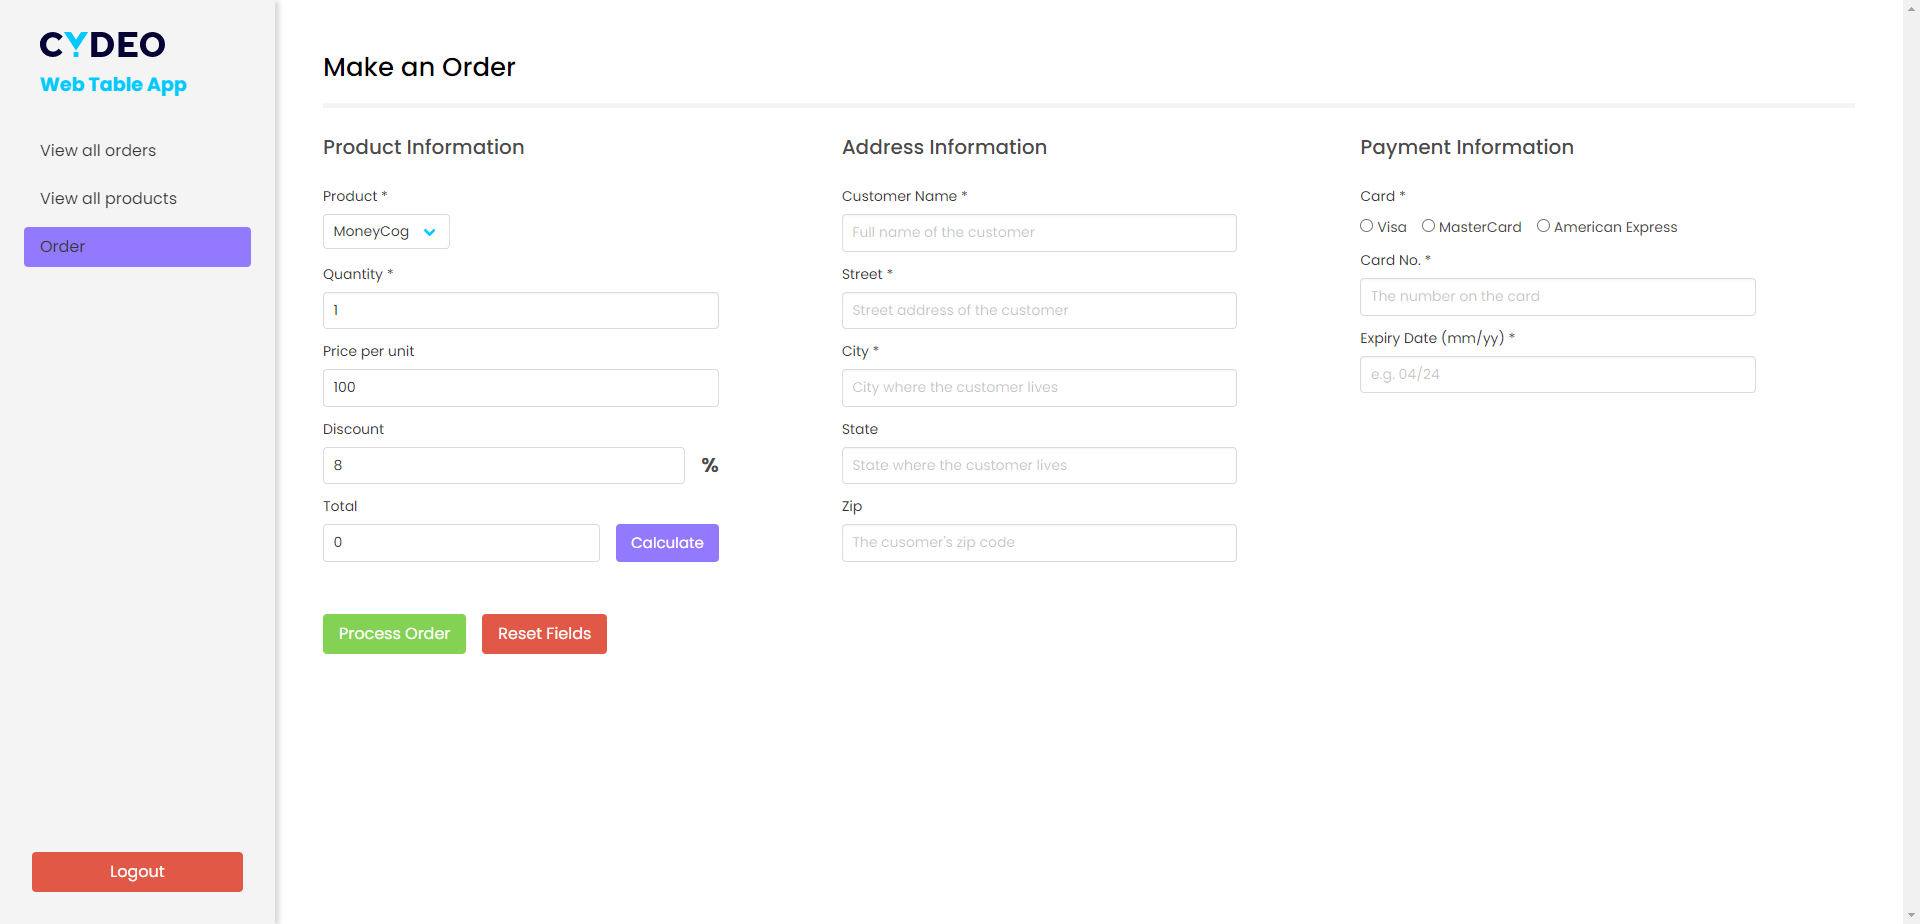 CYDEO
Web Table App
View all orders
View all products
Order
Logout
Make an Order
Product Information
Product *
MoneyCog
Quantity *
1
Price per unit
100
Discount
8
%
Total
0
Calculate
Process Order
Reset Fields
Address Information
Customer Name *
Full name of the customer
Street *
Street address of the customer
City *
City where the customer lives
State
State where the customer lives
Zip
The cusomer's zip code
Payment Information
Card *
Visa MasterCard American Express
Card No. *
The number on the card
Expiry Date (mm/yy) *
e.g. 04/24